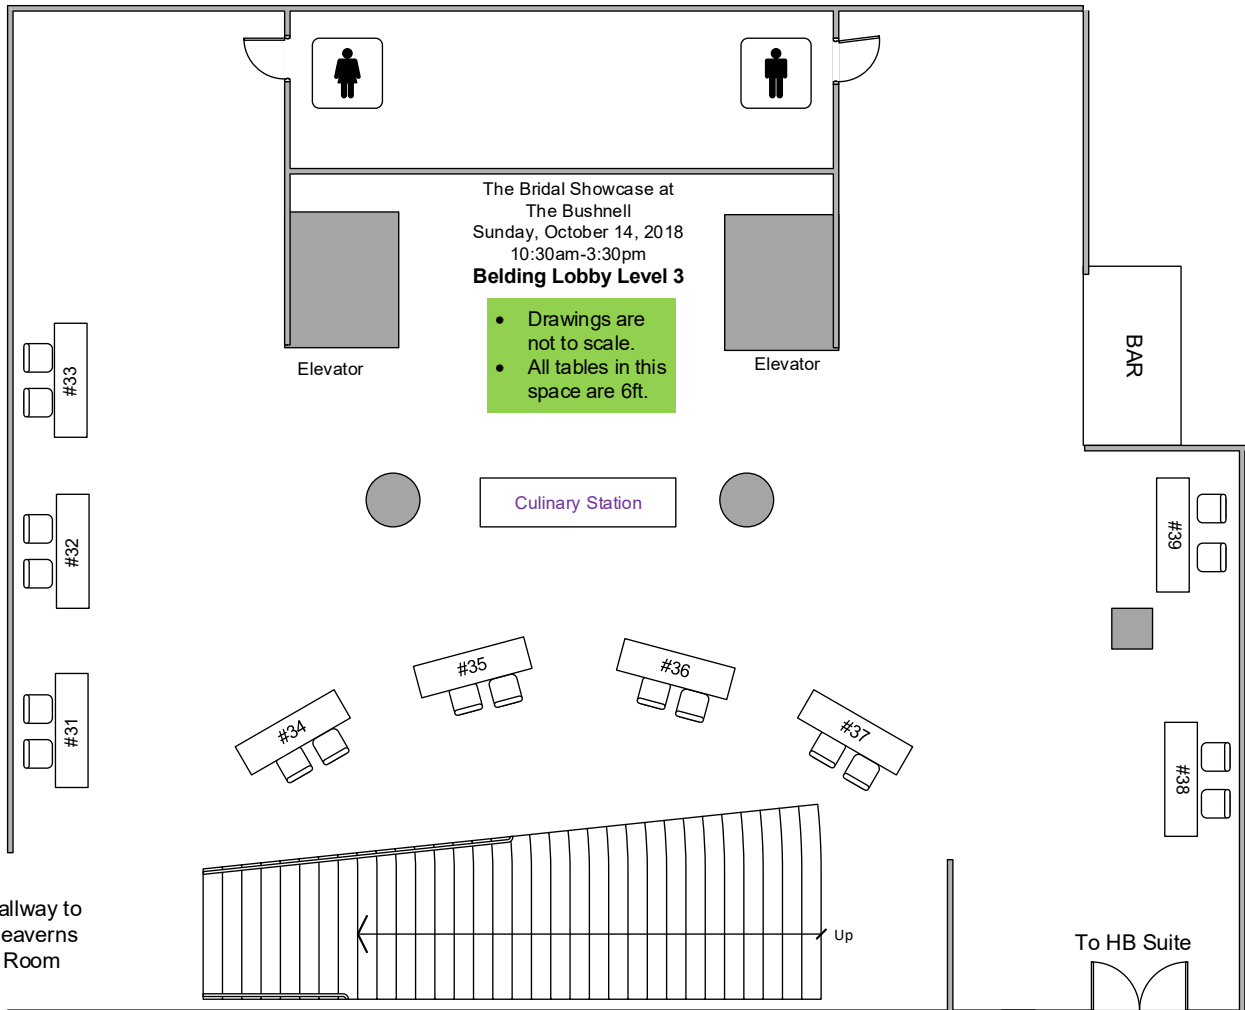 The Bridal Showcase at
The Bushnell
Sunday, October 14, 2018
10:30am-3:30pm
Belding Lobby Level 3
• Drawings are
not to scale.
• All tables in this
space are 6ft.
Elevator
Elevator
BAR
#33
Culinary Station
#32
#39
#35
#36
#31
#34
#37
#38
allway to
eaverns
Room
Up
To HB Suite